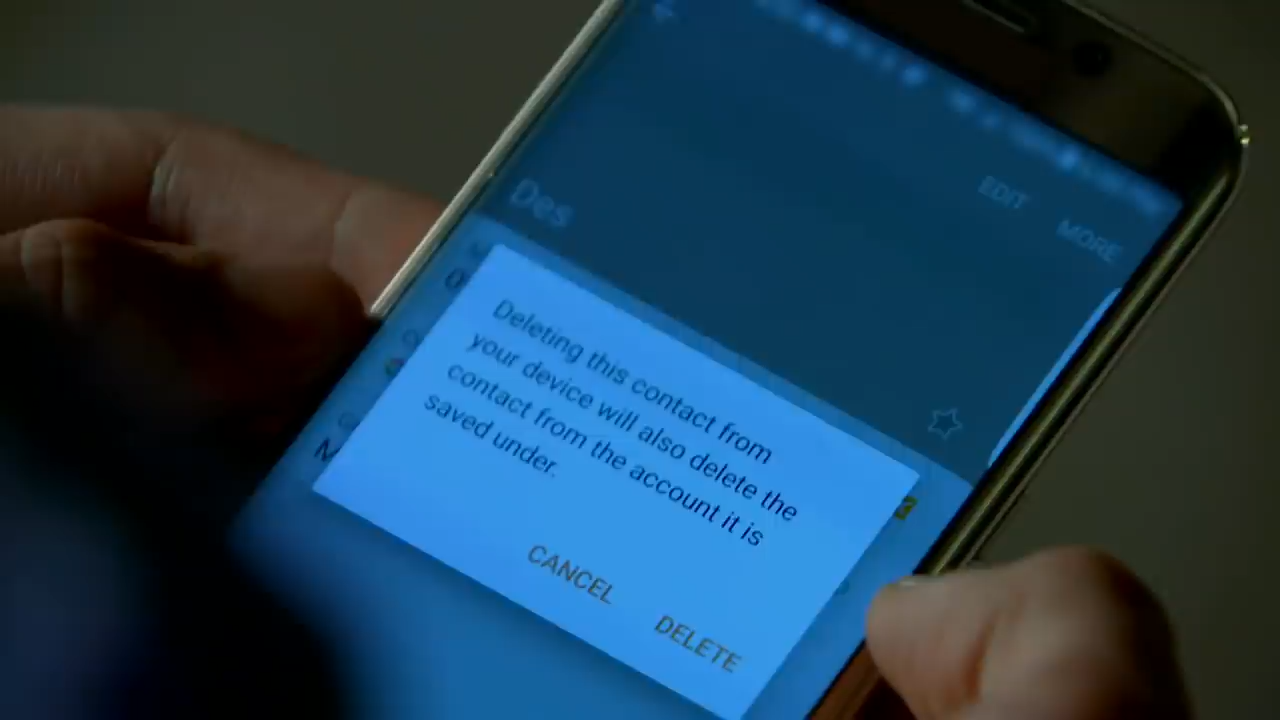 EDIT
MORE
Des
Deleting this contact from
your device will also delete the
contact from the account it is
saved under.
CANCEL
DELETE